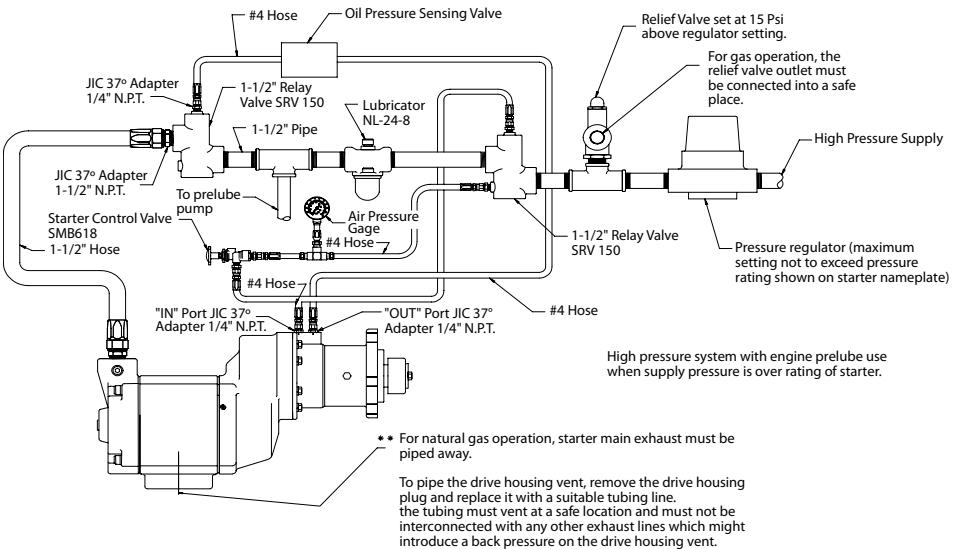 #4 Hose
Oil Pressure Sensing Valve
Relief Valve set at 15 Psi
above regulator setting.
For gas operation, the
relief valve outlet must
be connected into a safe
place.
JIC 37º Adapter
1/4" N.P.T.
1-1/2" Relay
Valve SRV 150
Lubricator
NL-24-8
1-1/2" Pipe
High Pressure Supply
JIC 37º Adapter
1-1/2" N.P.T.
To prelube
pump
Starter Control Valve
SMB618
1-1/2" Hose
Air Pressure
Gage
#4 Hose
1-1/2" Relay Valve
SRV 150
Pressure regulator (maximum
setting not to exceed pressure
rating shown on starter nameplate)
#4 Hose
#4 Hose
"IN" Port JIC 37º
Adapter 1/4" N.P.T.
"OUT" Port JIC 37°
Adapter 1/4" N.P.T.
High pressure system with engine prelube use
when supply pressure is over rating of starter.
** For natural gas operation, starter main exhaust must be
piped away.
To pipe the drive housing vent, remove the drive housing
plug and replace it with a suitable tubing line.
the tubing must vent at a safe location and must not be
interconnected with any other exhaust lines which might
introduce a back pressure on the drive housing vent.